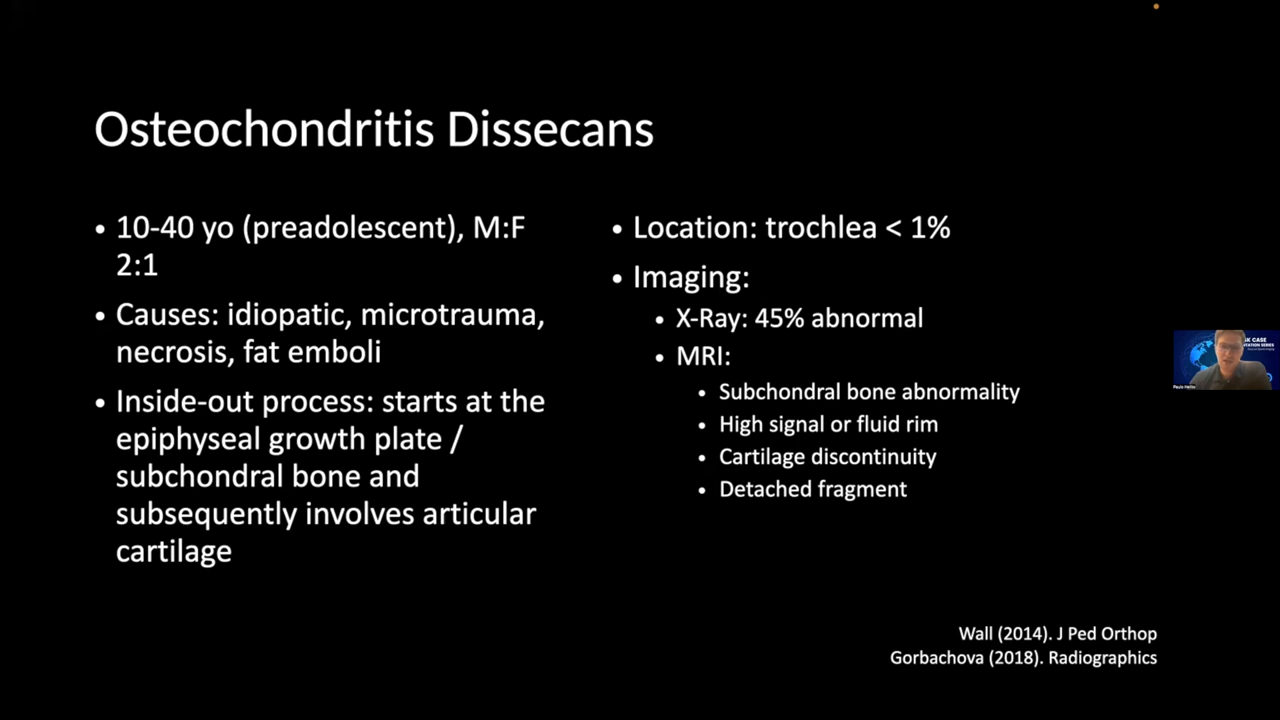 Osteochondritis Dissecans
• 10-40 yo (preadolescent), M:F
2:1
• Causes: idiopatic, microtrauma,
necrosis, fat emboli
• Inside-out process: starts at the
epiphyseal growth plate /
subchondral bone and
subsequently involves articular
cartilage
• Location: trochlea < 1%
• Imaging:
• X-Ray: 45% abnormal
• MRI:
• Subchondral bone abnormality
• High signal or fluid rim
• Cartilage discontinuity
• Detached fragment
Wall (2014). J Ped Orthop
Gorbachova (2018). Radiographics